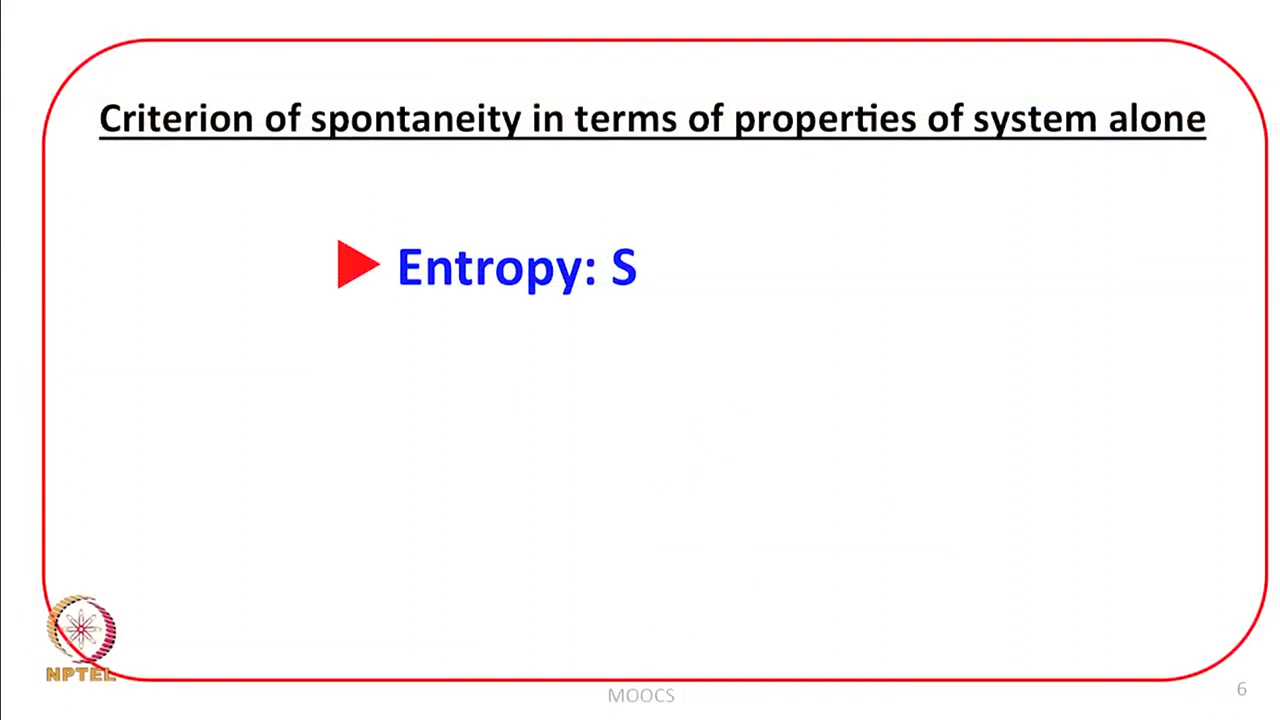 Criterion of spontaneity in terms of properties of system alone
Entropy: S
NPTEL
MOOCS
6